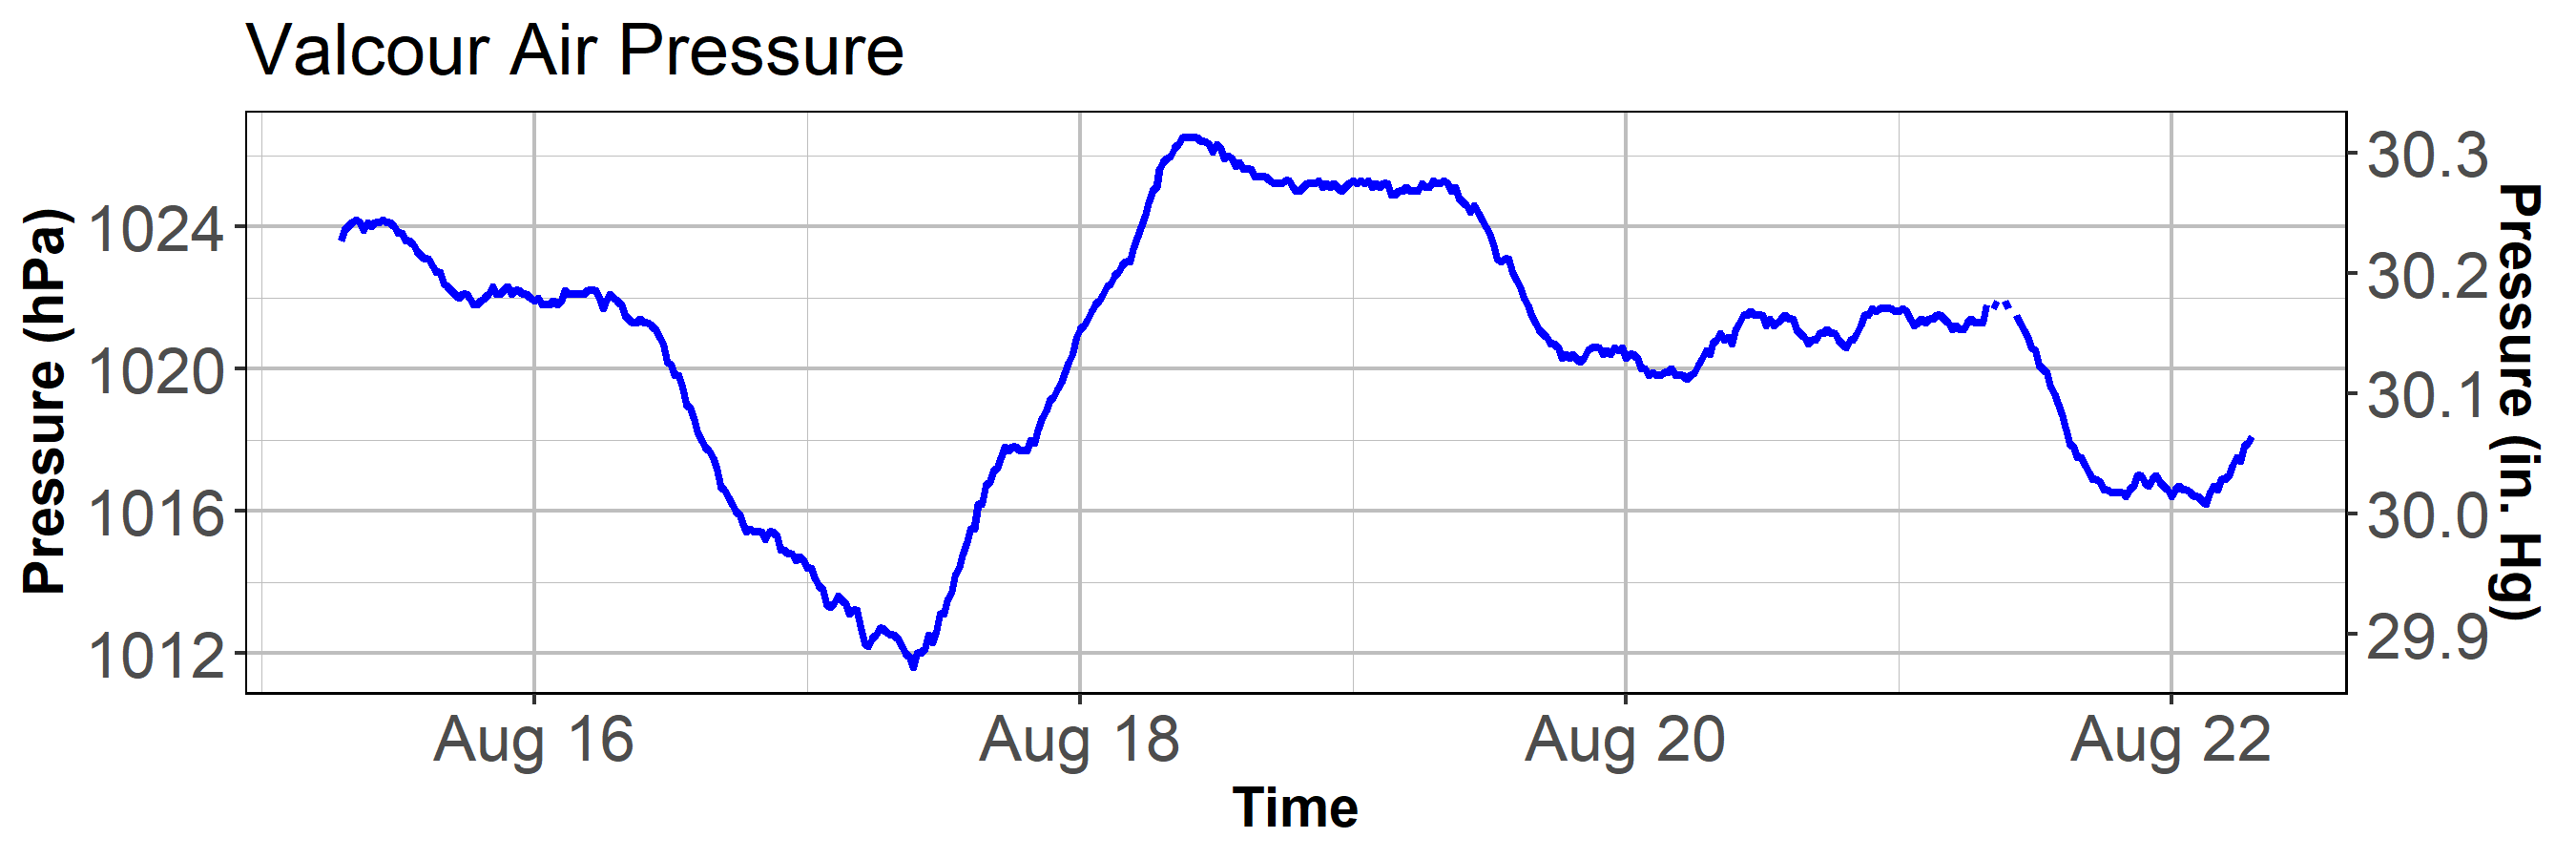 Valcour Air Pressure
Pressure (hPa)
1024
1020
1016
1012
30.3
30.2
30.1
30.0
29.9
Pressure (in. Hg)
Aug 16
Aug 18
Aug 20
Aug 22
Time